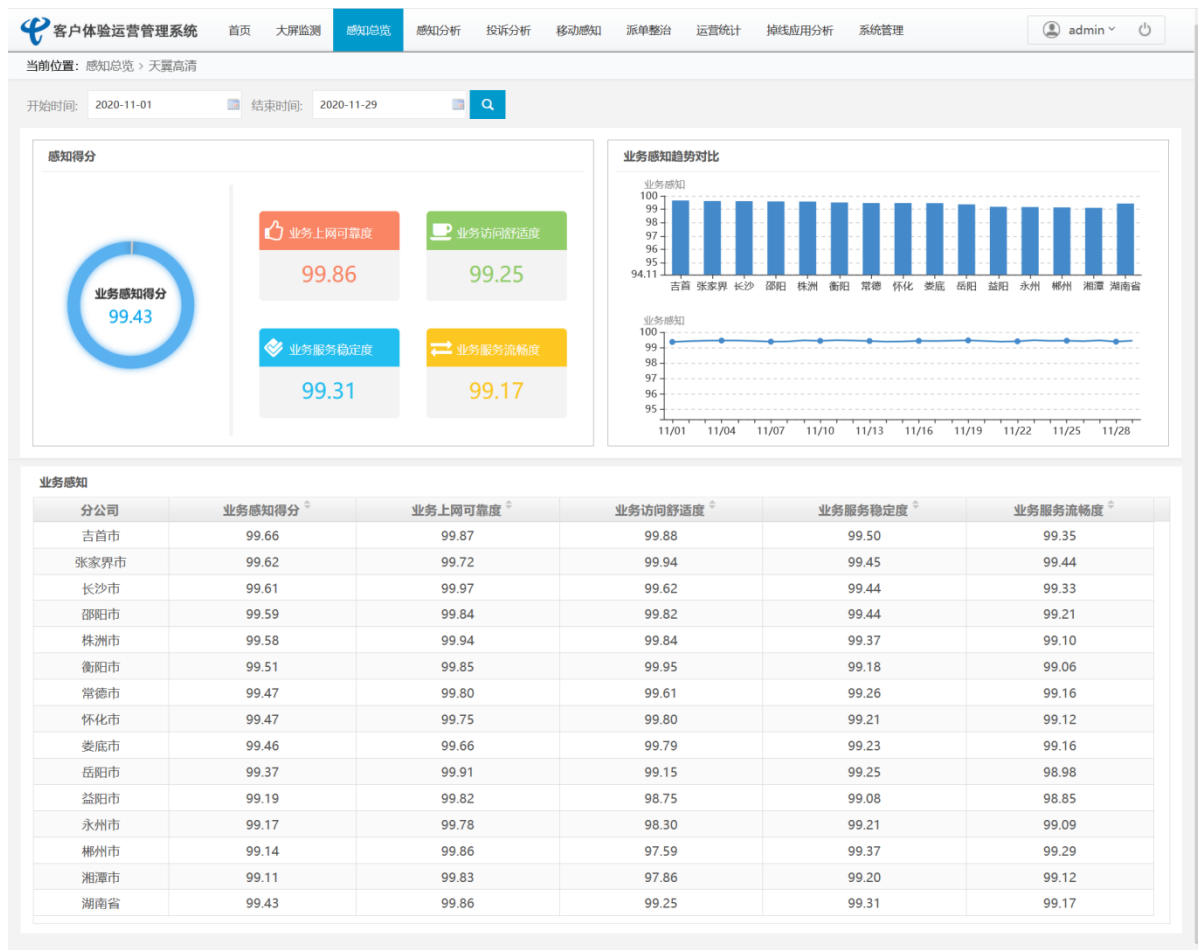 客户体验运营管理系统 首页 大屏监测 感知总览 感知分析 投诉分析 移动感知 派单整治 运营统计 掉线应用分析 系统管理 admin
当前位置： 感知总览 > 天翼高清
开始时间: 2020-11-01 结束时间: 2020-11-29
感知得分
业务感知得分
99.43
业务上网可靠度
99.86
业务访问舒适度
99.25
业务服务稳定度
99.31
业务服务流畅度
99.17
业务感知趋势对比
业务感知
100
99
98
97
96
95
94.11
吉首 张家界 长沙 邵阳 株洲 衡阳 常德 怀化 娄底 岳阳 益阳 永州 郴州 湘潭 湖南省
业务感知
100
99
98
97
96
95
11/01 11/04 11/07 11/10 11/13 11/16 11/19 11/22 11/25 11/28
业务感知
分公司 业务感知得分 业务上网可靠度 业务访问舒适度 业务服务稳定度 业务服务流畅度
吉首市 99.66 99.87 99.88 99.50 99.35
张家界市 99.62 99.72 99.94 99.45 99.44
长沙市 99.61 99.97 99.62 99.44 99.33
邵阳市 99.59 99.84 99.82 99.44 99.21
株洲市 99.58 99.94 99.84 99.37 99.10
衡阳市 99.51 99.85 99.95 99.18 99.06
常德市 99.47 99.80 99.61 99.26 99.16
怀化市 99.47 99.75 99.80 99.21 99.12
娄底市 99.46 99.66 99.79 99.23 99.16
岳阳市 99.37 99.91 99.15 99.25 98.98
益阳市 99.19 99.82 98.75 99.08 98.85
永州市 99.17 99.78 98.30 99.21 99.09
郴州市 99.14 99.86 97.59 99.37 99.29
湘潭市 99.11 99.83 97.86 99.20 99.12
湖南省 99.43 99.86 99.25 99.31 99.17